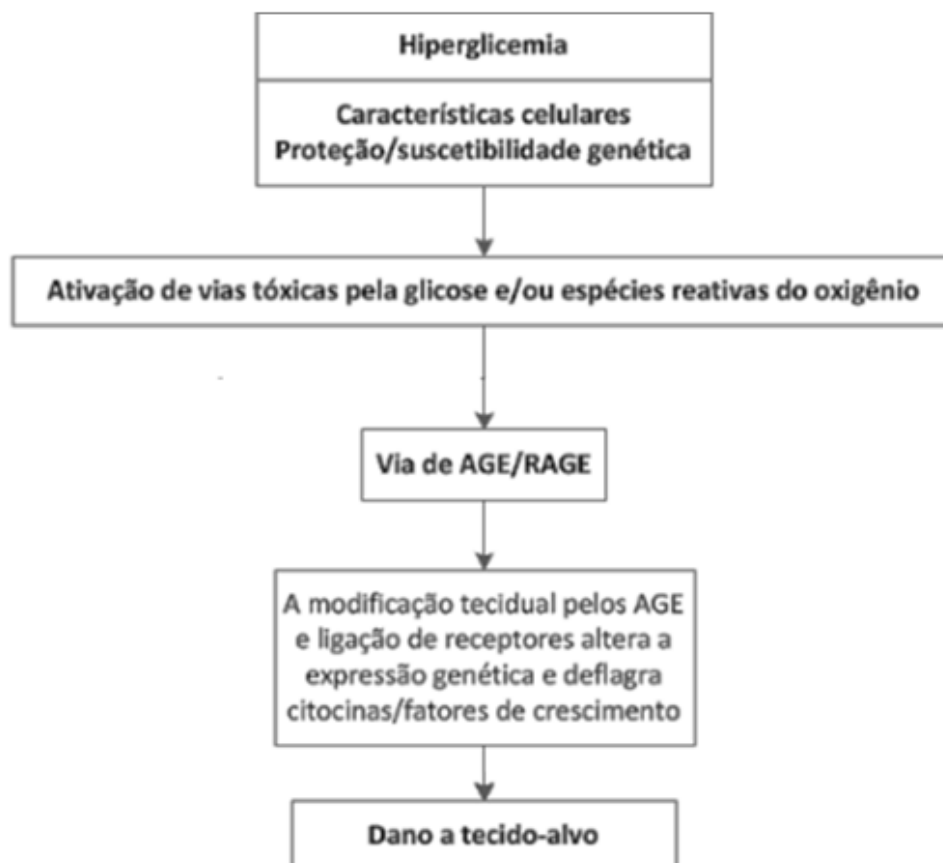 Hiperglicemia
Características celulares
Proteção/suscetibilidade genética
Ativação de vias tóxicas pela glicose e/ou espécies reativas do oxigênio
Via de AGE/RAGE
A modificação tecidual pelos AGE
e ligação de receptores altera a
expressão genética e deflagra
citocinas/fatores de crescimento
Dano a tecido-alvo